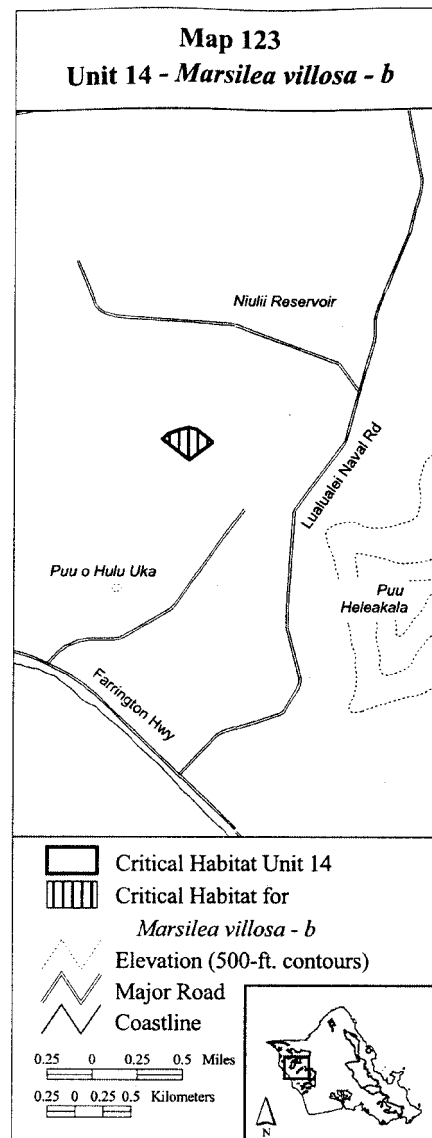 Map 123
Unit 14 - Marsilea villosa - b
Niulii Reservoir
Lualualei Naval Rd
Puu o Hulu Uka
Puu
Heleakala
Farrington Hwy
Critical Habitat Unit 14
Critical Habitat for
Marsilea villosa - b
Elevation (500-ft. contours)
Major Road
Coastline
0.25 0 0.25 0.5 Miles
0.25 0 0.25 0.5 Kilometers
N